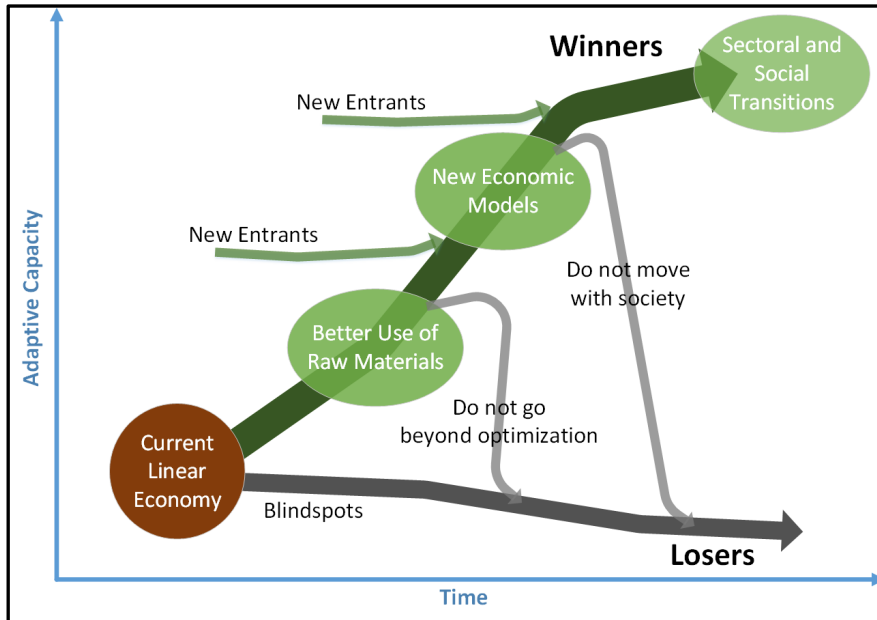 Winners
Sectoral and
Social
Transitions
New Entrants
New Economic
Models
New Entrants
Do not move
with society
Better Use of
Raw Materials
Do not go
beyond optimization
Current
Linear
Economy
Blindspots
Losers
Adaptive Capacity
Time